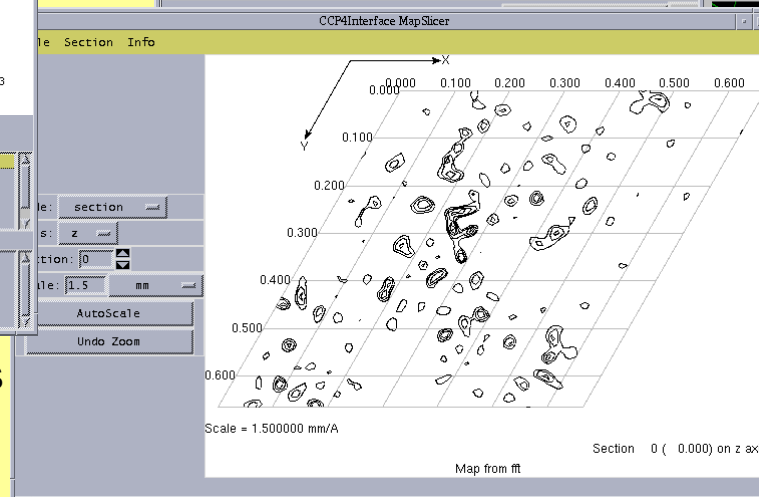 CCP4Interface MapSlicer
le Section Info
3
X
0.000 0.100 0.200 0.300 0.400 0.500 0.600
0.000
0.100
Y
0.200
le: section
0.300
s: z
ction: 0
0.400
ale: 1.5 mm
AutoScale
0.500
Undo Zoom
0.600
s
Scale = 1.500000 mm/A
Section 0 ( 0.000) on z ax
Map from fft